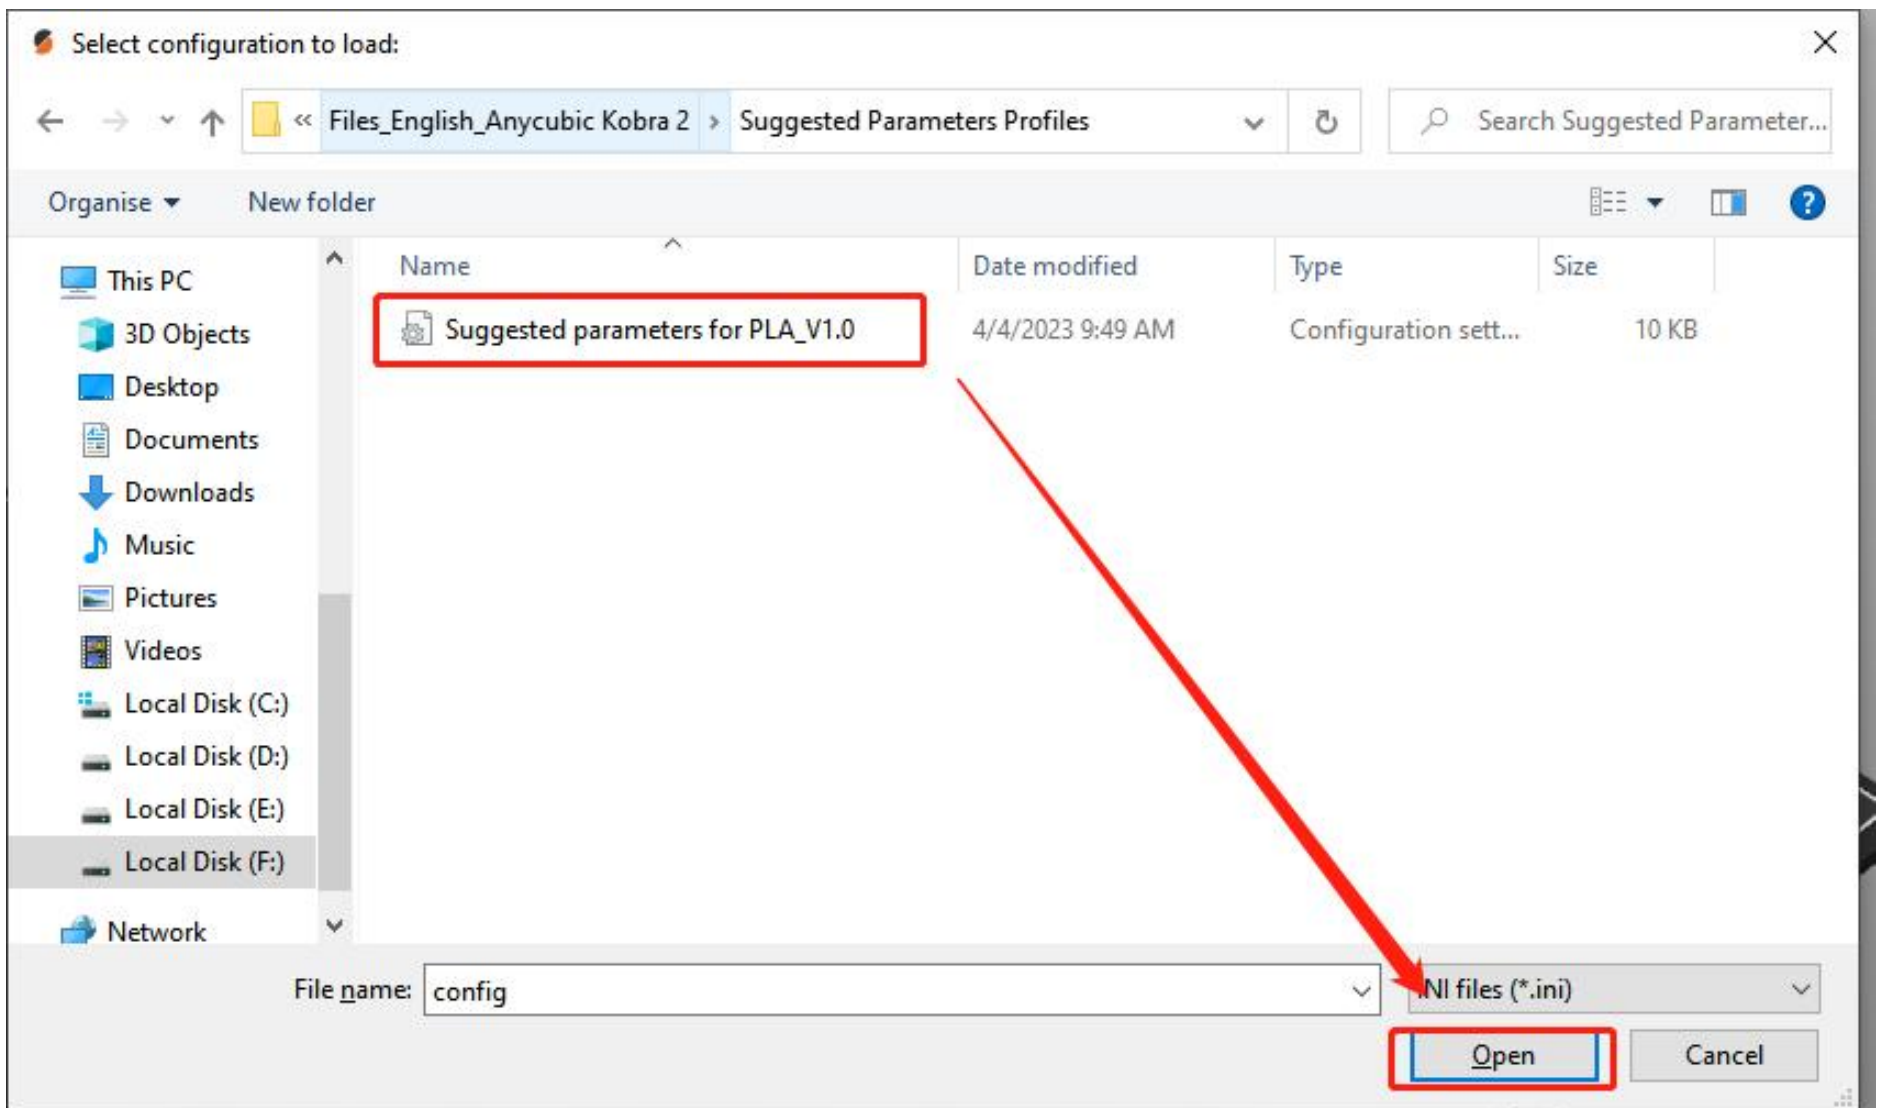 Select configuration to load:
« Files_English_Anycubic Kobra 2 › Suggested Parameters Profiles
Search Suggested Parameter...
Organise
New folder
Name Date modified Type Size
Suggested parameters for PLA_V1.0 4/4/2023 9:49 AM Configuration sett... 10 KB
This PC
3D Objects
Desktop
Documents
Downloads
Music
Pictures
Videos
Local Disk (C:)
Local Disk (D:)
Local Disk (E:)
Local Disk (F:)
Network
File name: config
NI files (*.ini)
Open
Cancel